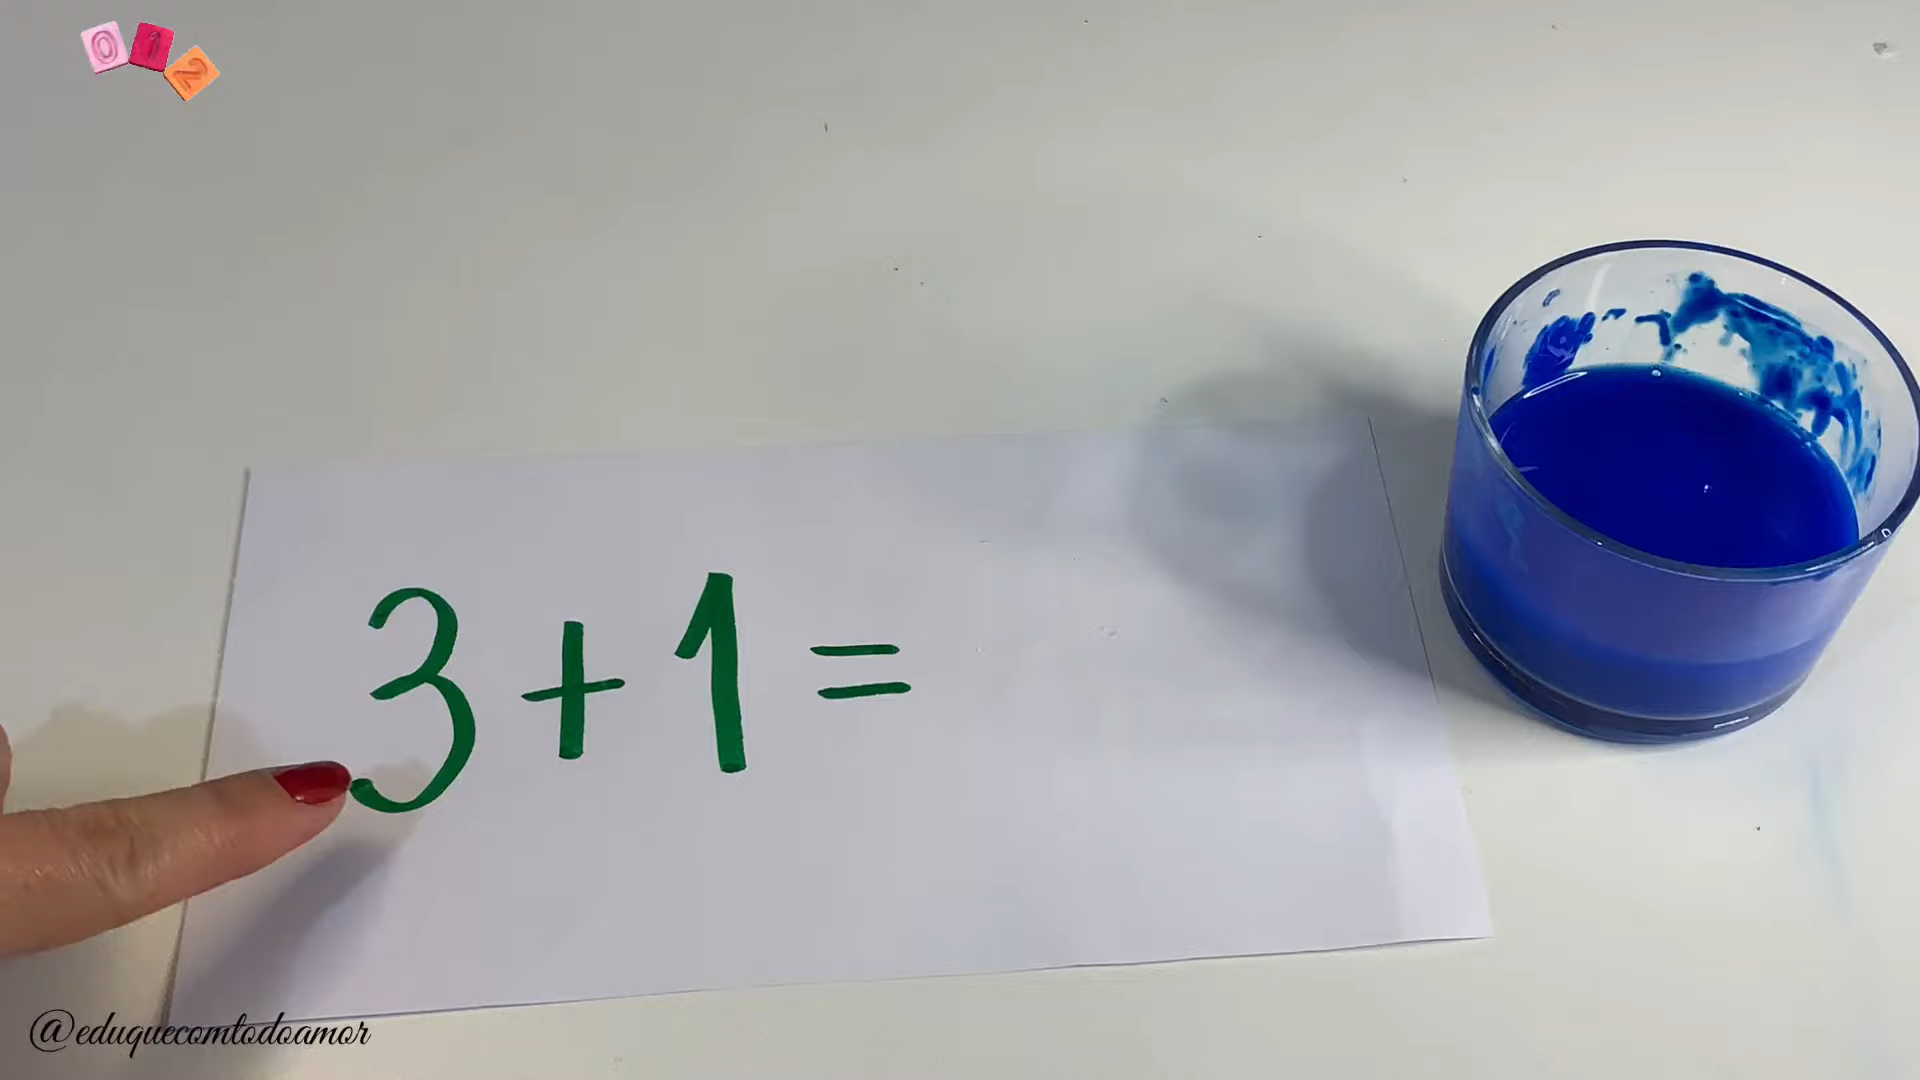 0 1 2
3 + 1 =
@eduquecomtodoamor